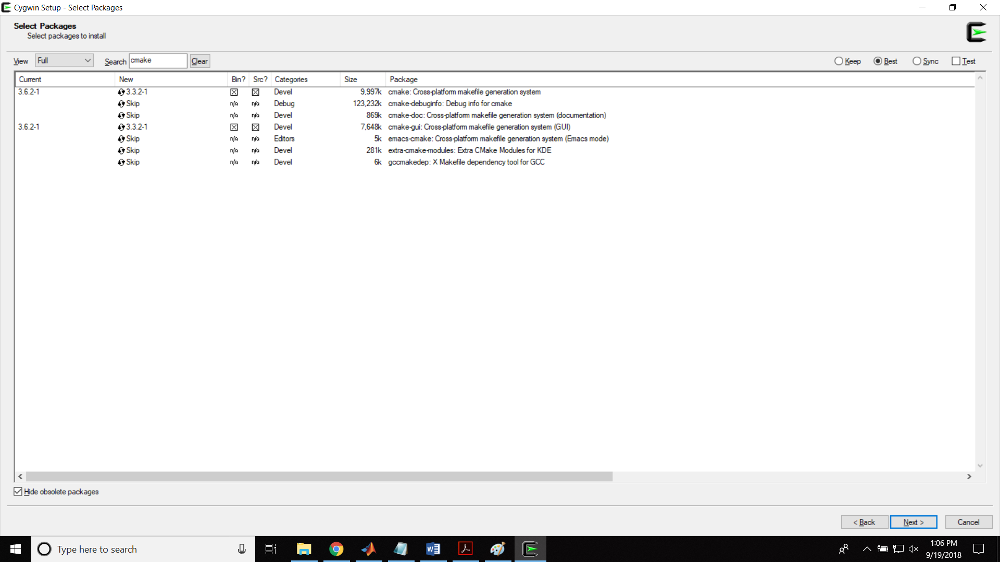 Cygwin Setup - Select Packages
Select Packages
Select packages to install
View Full Search cmake Clear Keep Best Sync Test
Current New Bin? Src? Categories Size Package
3.6.2-1 3.3.2-1 Devel 9,997k cmake: Cross-platform makefile generation system
Skip n/a n/a Debug 123,232k cmake-debuginfo: Debug info for cmake
Skip n/a n/a Devel 869k cmake-doc: Cross-platform makefile generation system (documentation)
3.6.2-1 3.3.2-1 Devel 7,648k cmake-gui: Cross-platform makefile generation system (GUI)
Skip n/a n/a Editors 5k emacs-cmake: Cross-platform makefile generation system (Emacs mode)
Skip n/a n/a Devel 281k extra-cmake-modules: Extra CMake Modules for KDE
Skip n/a n/a Devel 6k gccmakedep: X Makefile dependency tool for GCC
Hide obsolete packages
< Back Next > Cancel
Type here to search
1:06 PM
9/19/2018